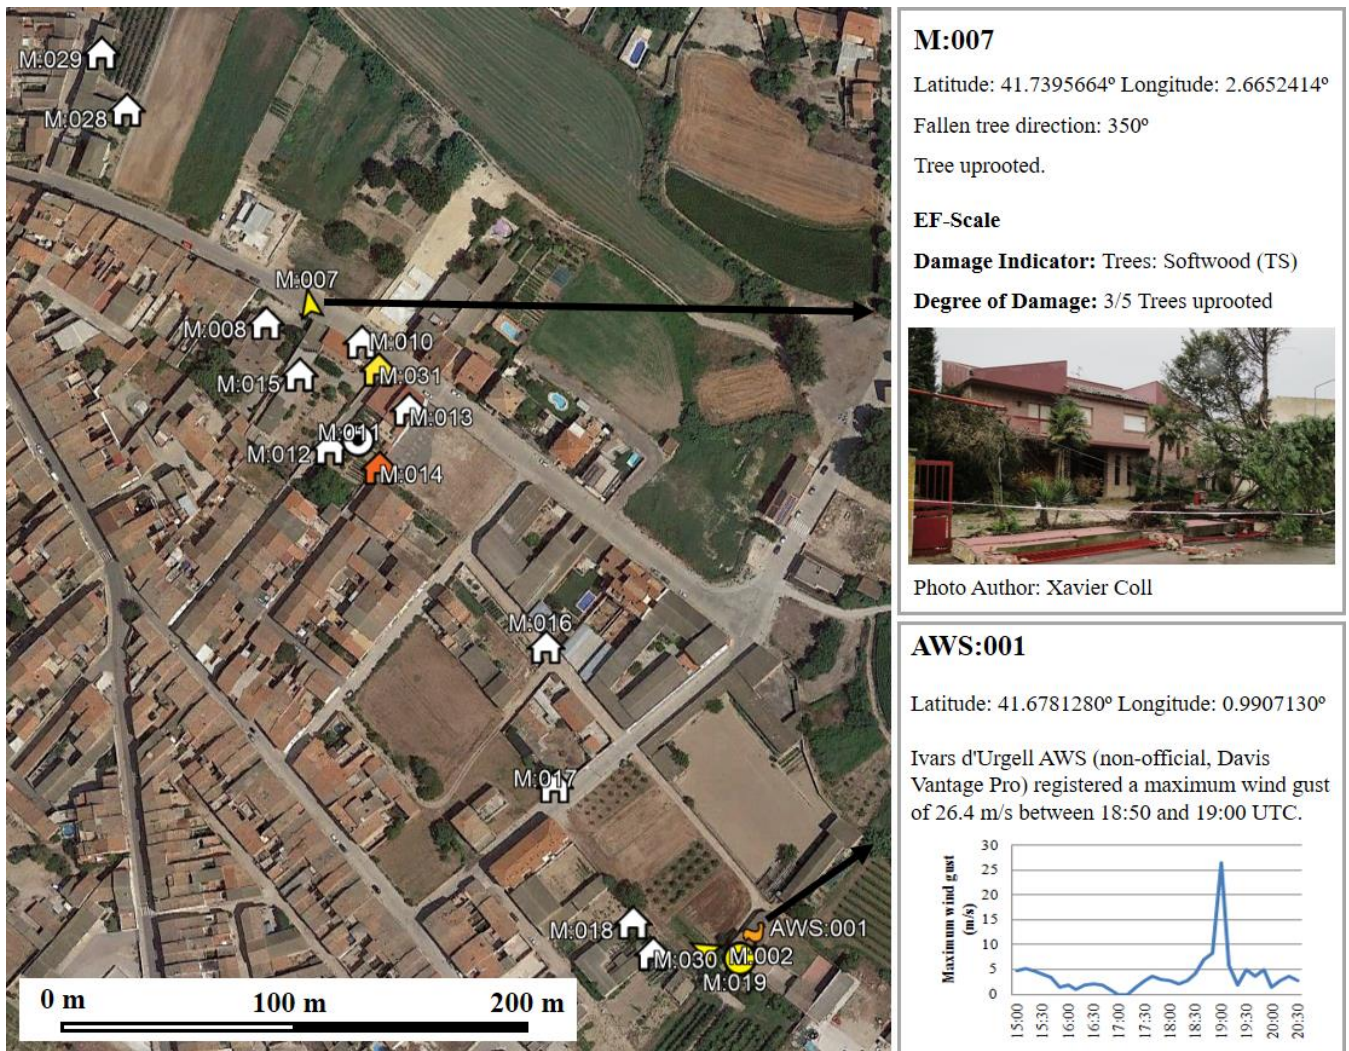 M:029
M:028
M:007
M:008
M:010
M:015
M:031
M:013
M:011
M:012
M:014
M:016
M:017
M:018
AWS:001
M:030
M:002
M:019
0 m 100 m 200 m
M:007
Latitude: 41.7395664º Longitude: 2.6652414º
Fallen tree direction: 350º
Tree uprooted.
EF-Scale
Damage Indicator: Trees: Softwood (TS)
Degree of Damage: 3/5 Trees uprooted
Photo Author: Xavier Coll
AWS:001
Latitude: 41.6781280º Longitude: 0.9907130º
Ivars d'Urgell AWS (non-official, Davis
Vantage Pro) registered a maximum wind gust
of 26.4 m/s between 18:50 and 19:00 UTC.
Maximum wind gust
(m/s)
30
25
20
15
10
5
0
15:00 15:30 16:00 16:30 17:00 17:30 18:00 18:30 19:00 19:30 20:00 20:30